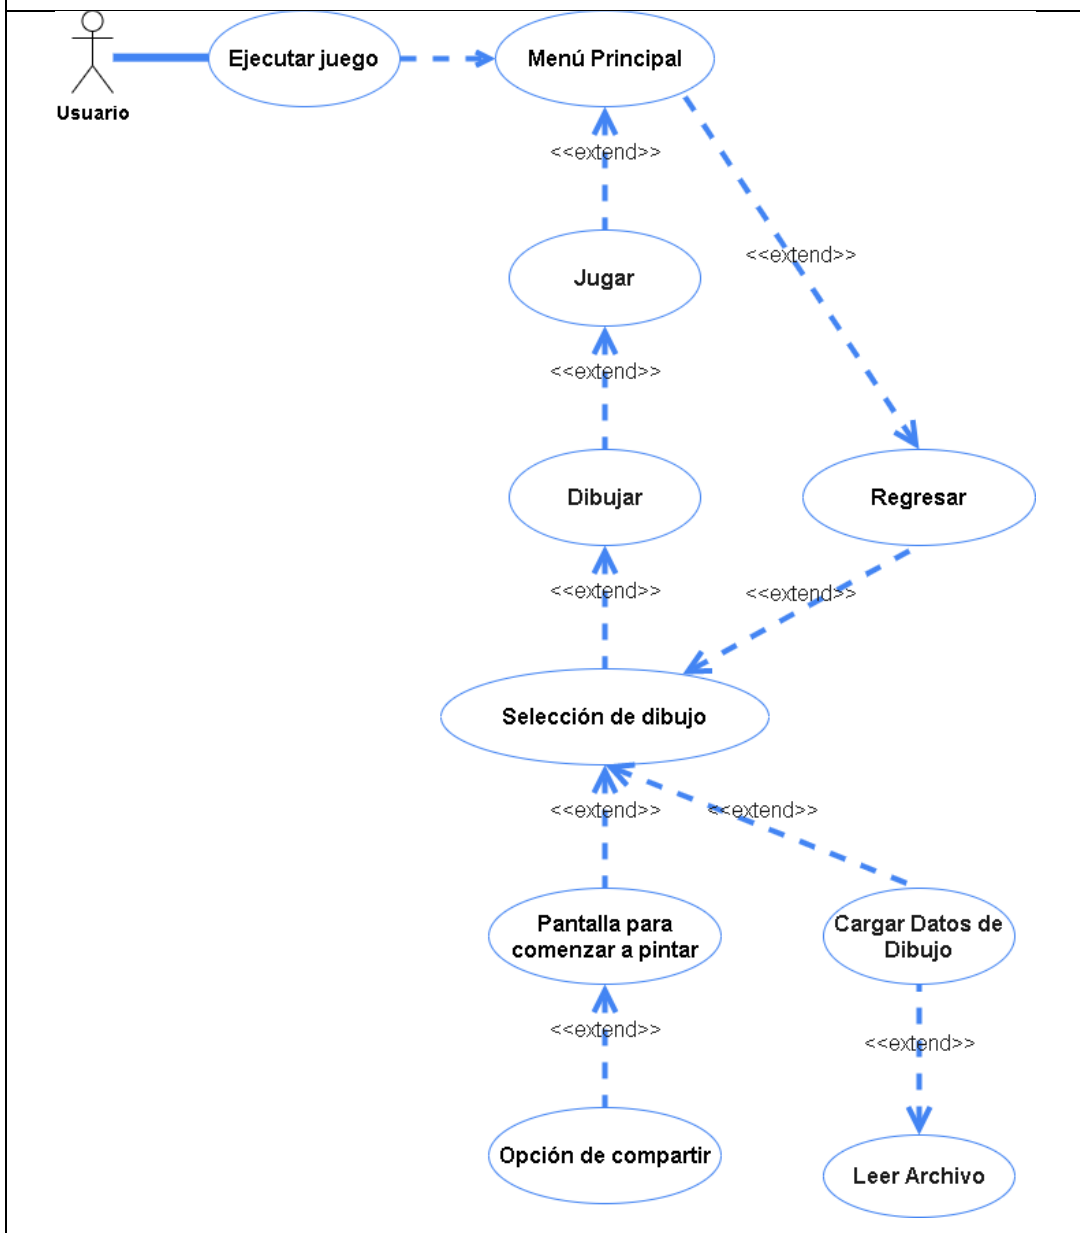 Ejecutar juego
Menú Principal
Usuario
<<extend>>
<<extend>>
Jugar
<<extend>>
Dibujar
Regresar
<<extend>>
<<extend>>
Selección de dibujo
<<extend>>
<<extend>>
Pantalla para
comenzar a pintar
Cargar Datos de
Dibujo
<<extend>>
<<extend>>
Opción de compartir
Leer Archivo